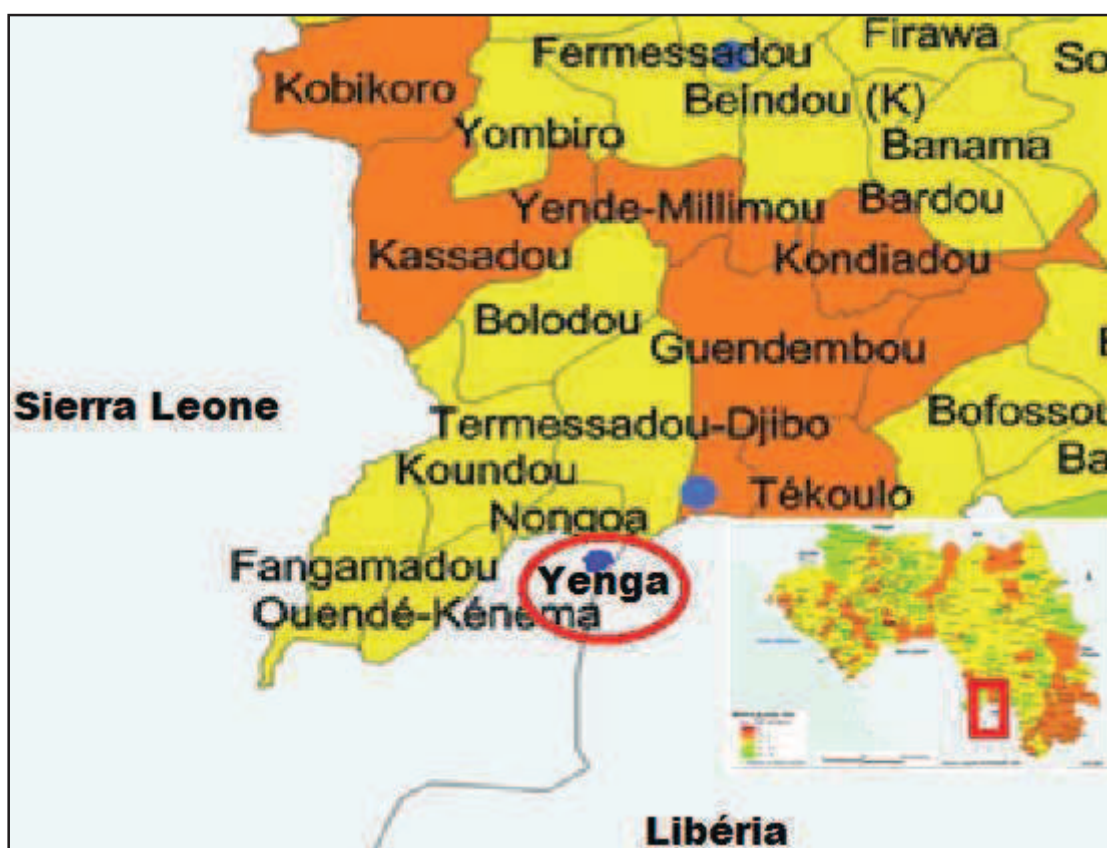 Firawa
Fermessadou
So
Kobikoro
Beindou (K)
Yombiro
Banama
Yende-Millimou
Bardou
Kassadou
Kondiadou
Bolodou
Guendembou
Sierra Leone
Bofossou
Termessadou-Djibo
Ba
Koundou
Tékoulo
Nongoa
Fangamadou
Yenga
Ouendé-Kénema
Libéria